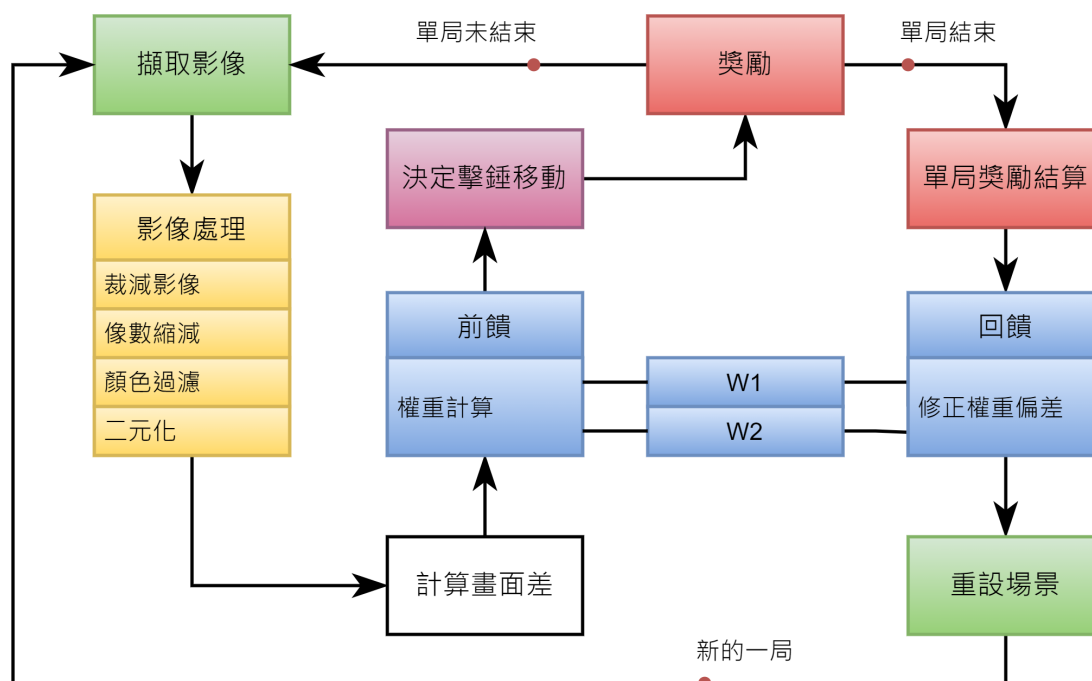 單局未結束
單局結束
擷取影像
獎勵
決定擊錘移動
單局獎勵結算
影像處理
裁減影像
像數縮減
顏色過濾
二元化
前饋
權重計算
W1
W2
回饋
修正權重偏差
計算畫面差
重設場景
新的一局